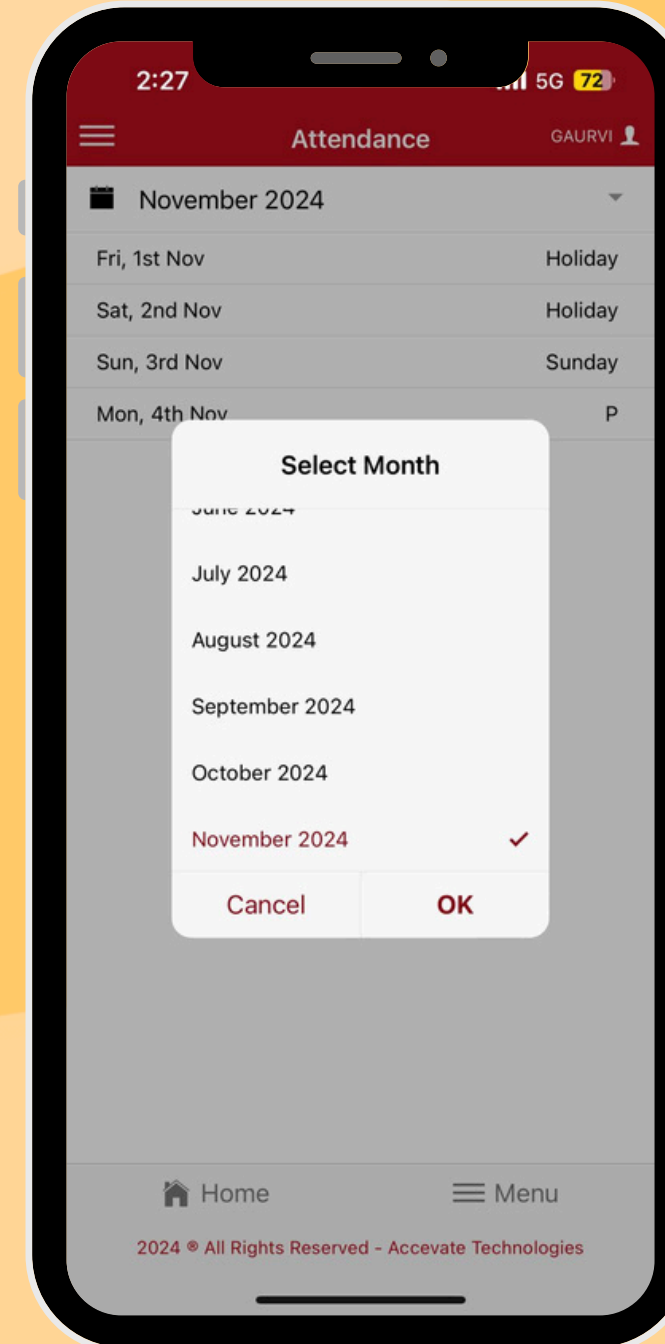 2:27 5G 72
Attendance GAURVI
November 2024
Fri, 1st Nov Holiday
Sat, 2nd Nov Holiday
Sun, 3rd Nov Sunday
Mon, 4th Nov P
Select Month
June 2024
July 2024
August 2024
September 2024
October 2024
November 2024
Cancel OK
Home Menu
2024 ® All Rights Reserved - Accevate Technologies